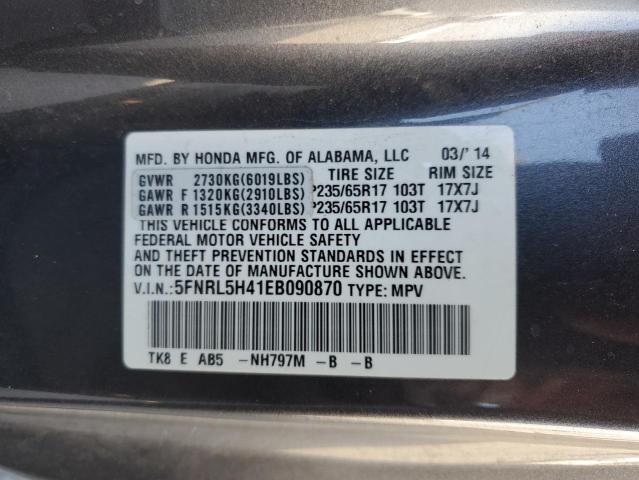 MFD. BY HONDA MFG. OF ALABAMA, LLC 03/'14
TIRE SIZE RIM SIZE
GVWR 2730KG(6019LBS)
GAWR F 1320KG(2910LBS) P235/65R17 103T 17X7J
GAWR R 1515KG(3340LBS) P235/65R17 103T 17X7J
THIS VEHICLE CONFORMS TO ALL APPLICABLE
FEDERAL MOTOR VEHICLE SAFETY
AND THEFT PREVENTION STANDARDS IN EFFECT
ON THE DATE OF MANUFACTURE SHOWN ABOVE.
V.I.N.:5FNRL5H41EB090870 TYPE: MPV
TK8 E AB5 -NH797M -B -B